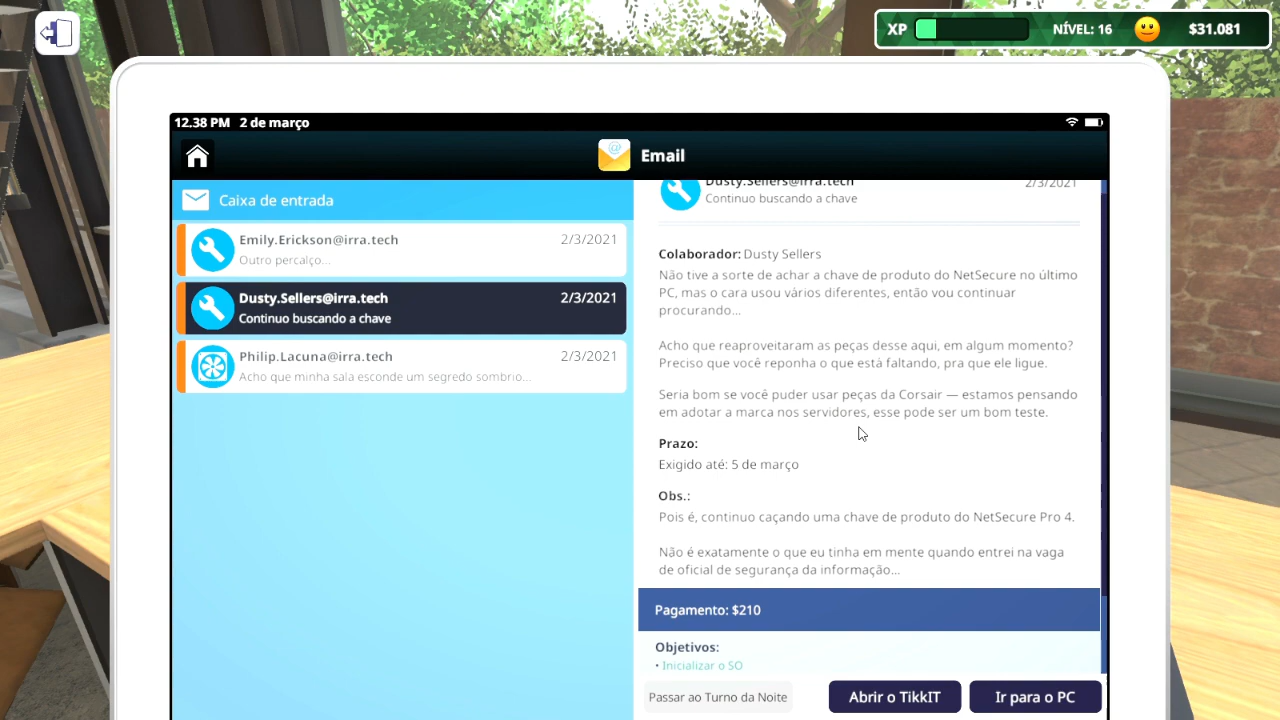 XP
NÍVEL: 16
$31.081
12.38 PM 2 de março
Email
Caixa de entrada
Emily.Erickson@irra.tech 2/3/2021
Outro percalço...
Dusty.Sellers@irra.tech 2/3/2021
Continuo buscando a chave
Philip.Lacuna@irra.tech 2/3/2021
Acho que minha sala esconde um segredo sombrio...
Dusty.Sellers@irra.tech 2/3/2021
Continuo buscando a chave
Colaborador: Dusty Sellers
Não tive a sorte de achar a chave de produto do NetSecure no último
PC, mas o cara usou vários diferentes, então vou continuar
procurando...
Acho que reaproveitaram as peças desse aqui, em algum momento?
Preciso que você reponha o que está faltando, pra que ele ligue.
Seria bom se você puder usar peças da Corsair — estamos pensando
em adotar a marca nos servidores, esse pode ser um bom teste.
Prazo:
Exigido até: 5 de março
Obs.:
Pois é, continuo caçando uma chave de produto do NetSecure Pro 4.
Não é exatamente o que eu tinha em mente quando entrei na vaga
de oficial de segurança da informação...
Pagamento: $210
Objetivos:
• Inicializar o SO
Passar ao Turno da Noite
Abrir o TikkIT
Ir para o PC